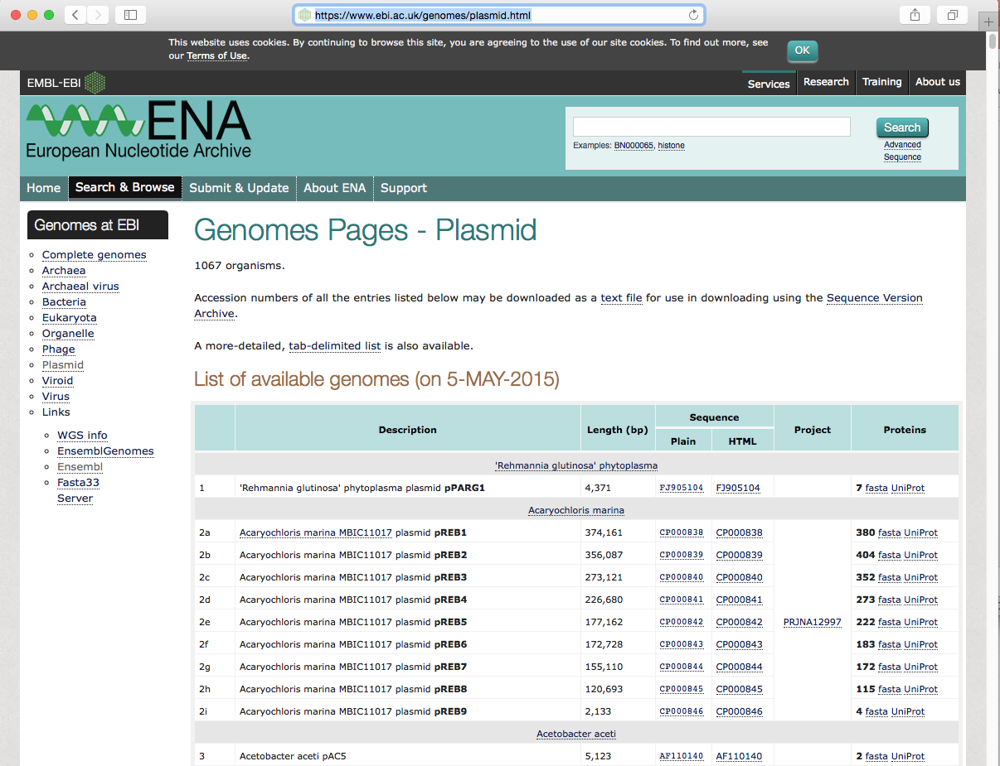 https://www.ebi.ac.uk/genomes/plasmid.html
This website uses cookies. By continuing to browse this site, you are agreeing to the use of our site cookies. To find out more, see
our Terms of Use.
OK
EMBL-EBI
Services Research Training About us
ENA
European Nucleotide Archive
Search
Examples: BN000065, histone
Advanced
Sequence
Home Search & Browse Submit & Update About ENA Support
Genomes at EBI
Complete genomes
Archaea
Archaeal virus
Bacteria
Eukaryota
Organelle
Phage
Plasmid
Viroid
Virus
Links
WGS info
EnsemblGenomes
Ensembl
Fasta33
Server
Genomes Pages - Plasmid
1067 organisms.
Accession numbers of all the entries listed below may be downloaded as a text file for use in downloading using the Sequence Version
Archive.
A more-detailed, tab-delimited list is also available.
List of available genomes (on 5-MAY-2015)
Description Length (bp) Sequence Project Proteins
Plain HTML
'Rehmannia glutinosa' phytoplasma
1 'Rehmannia glutinosa' phytoplasma plasmid pPARG1 4,371 FJ905104 FJ905104 7 fasta UniProt
Acaryochloris marina
2a Acaryochloris marina MBIC11017 plasmid pREB1 374,161 CP000838 CP000838 380 fasta UniProt
2b Acaryochloris marina MBIC11017 plasmid pREB2 356,087 CP000839 CP000839 404 fasta UniProt
2c Acaryochloris marina MBIC11017 plasmid pREB3 273,121 CP000840 CP000840 352 fasta UniProt
2d Acaryochloris marina MBIC11017 plasmid pREB4 226,680 CP000841 CP000841 273 fasta UniProt
2e Acaryochloris marina MBIC11017 plasmid pREB5 177,162 CP000842 CP000842 PRJNA12997 222 fasta UniProt
2f Acaryochloris marina MBIC11017 plasmid pREB6 172,728 CP000843 CP000843 183 fasta UniProt
2g Acaryochloris marina MBIC11017 plasmid pREB7 155,110 CP000844 CP000844 172 fasta UniProt
2h Acaryochloris marina MBIC11017 plasmid pREB8 120,693 CP000845 CP000845 115 fasta UniProt
2i Acaryochloris marina MBIC11017 plasmid pREB9 2,133 CP000846 CP000846 4 fasta UniProt
Acetobacter aceti
3 Acetobacter aceti pAC5 5,123 AF110140 AF110140 2 fasta UniProt